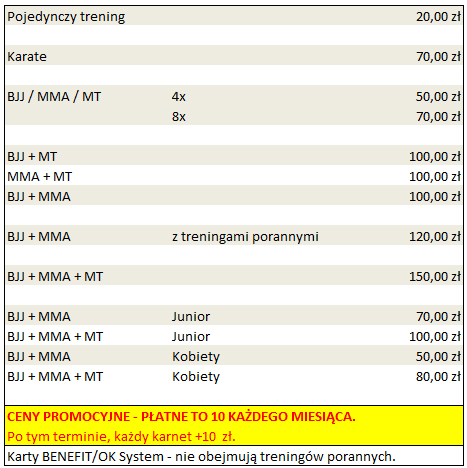 Pojedynczy trening 20,00 zł
Karate 70,00 zł
BJJ / MMA / MT 4x 50,00 zł
8x 70,00 zł
BJJ + MT 100,00 zł
MMA + MT 100,00 zł
BJJ + MMA 100,00 zł
BJJ + MMA z treningami porannymi 120,00 zł
BJJ + MMA + MT 150,00 zł
BJJ + MMA Junior 70,00 zł
BJJ + MMA + MT Junior 100,00 zł
BJJ + MMA Kobiety 50,00 zł
BJJ + MMA + MT Kobiety 80,00 zł
CENY PROMOCYJNE - PŁATNE TO 10 KAŻDEGO MIESIĄCA.
Po tym terminie, każdy karnet +10 zł.
Karty BENEFIT/OK System - nie obejmują treningów porannych.